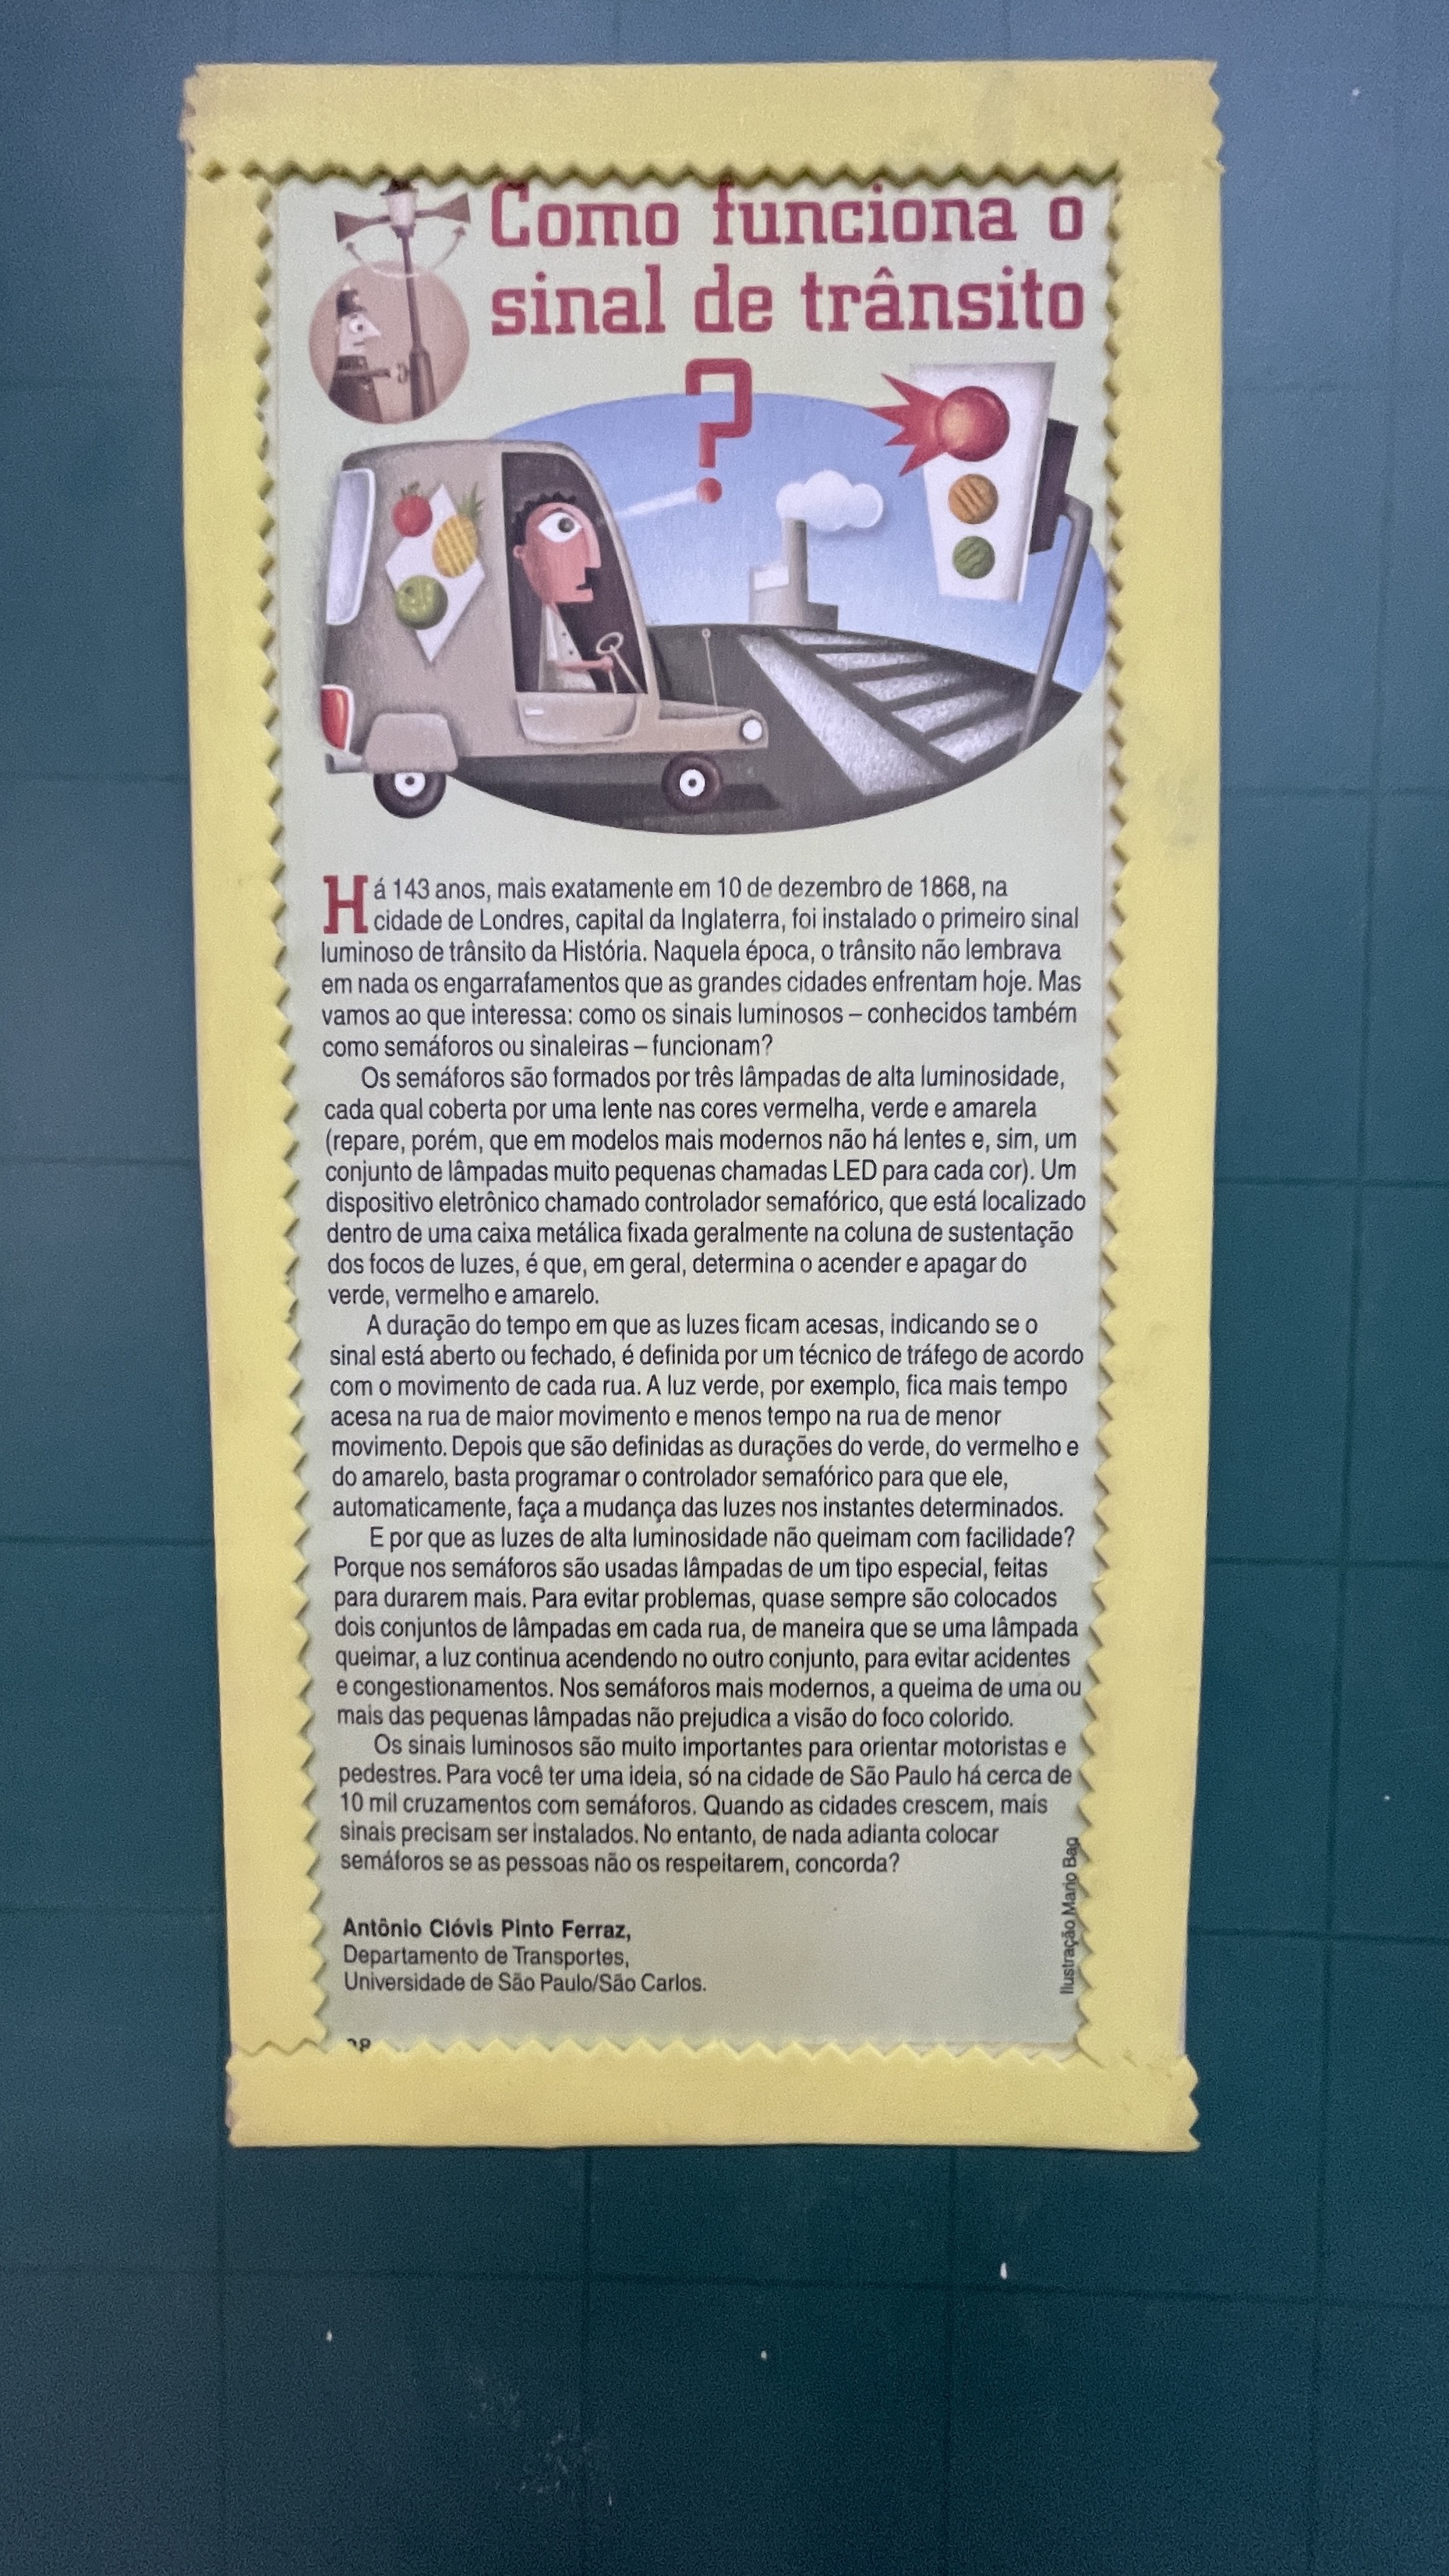 Como funciona o
sinal de trânsito
?
Há 143 anos, mais exatamente em 10 de dezembro de 1868, na
cidade de Londres, capital da Inglaterra, foi instalado o primeiro sinal
luminoso de trânsito da História. Naquela época, o trânsito não lembrava
em nada os engarrafamentos que as grandes cidades enfrentam hoje. Mas
vamos ao que interessa: como os sinais luminosos – conhecidos também
como semáforos ou sinaleiras – funcionam?
Os semáforos são formados por três lâmpadas de alta luminosidade,
cada qual coberta por uma lente nas cores vermelha, verde e amarela
(repare, porém, que em modelos mais modernos não há lentes e, sim, um
conjunto de lâmpadas muito pequenas chamadas LED para cada cor). Um
dispositivo eletrônico chamado controlador semafórico, que está localizado
dentro de uma caixa metálica fixada geralmente na coluna de sustentação
dos focos de luzes, é que, em geral, determina o acender e apagar do
verde, vermelho e amarelo.
A duração do tempo em que as luzes ficam acesas, indicando se o
sinal está aberto ou fechado, é definida por um técnico de tráfego de acordo
com o movimento de cada rua. A luz verde, por exemplo, fica mais tempo
acesa na rua de maior movimento e menos tempo na rua de menor
movimento. Depois que são definidas as durações do verde, do vermelho e
do amarelo, basta programar o controlador semafórico para que ele,
automaticamente, faça a mudança das luzes nos instantes determinados.
E por que as luzes de alta luminosidade não queimam com facilidade?
Porque nos semáforos são usadas lâmpadas de um tipo especial, feitas
para durarem mais. Para evitar problemas, quase sempre são colocados
dois conjuntos de lâmpadas em cada rua, de maneira que se uma lâmpada
queimar, a luz continua acendendo no outro conjunto, para evitar acidentes
e congestionamentos. Nos semáforos mais modernos, a queima de uma ou
mais das pequenas lâmpadas não prejudica a visão do foco colorido.
Os sinais luminosos são muito importantes para orientar motoristas e
pedestres. Para você ter uma ideia, só na cidade de São Paulo há cerca de
10 mil cruzamentos com semáforos. Quando as cidades crescem, mais
sinais precisam ser instalados. No entanto, de nada adianta colocar
semáforos se as pessoas não os respeitarem, concorda?
Antônio Clóvis Pinto Ferraz,
Departamento de Transportes,
Universidade de São Paulo/São Carlos.
Ilustração Mario Bag